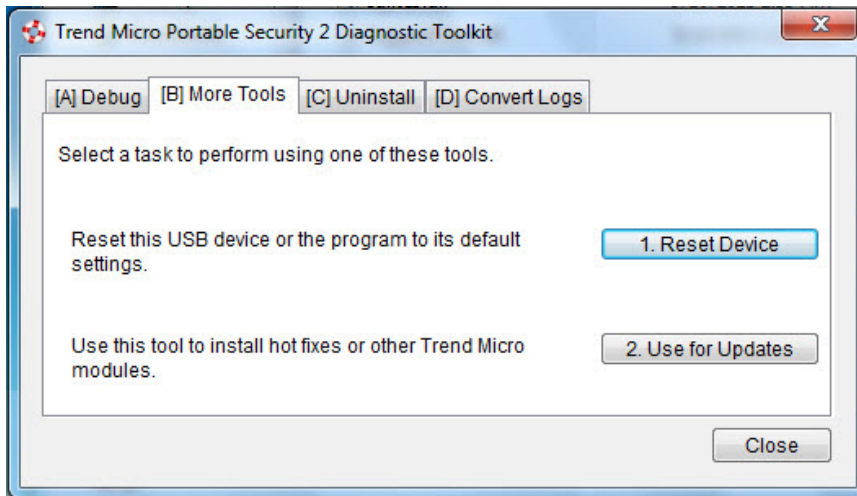 Trend Micro Portable Security 2 Diagnostic Toolkit
[A] Debug [B] More Tools [C] Uninstall [D] Convert Logs
Select a task to perform using one of these tools.
Reset this USB device or the program to its default
settings.
1. Reset Device
Use this tool to install hot fixes or other Trend Micro
modules.
2. Use for Updates
Close